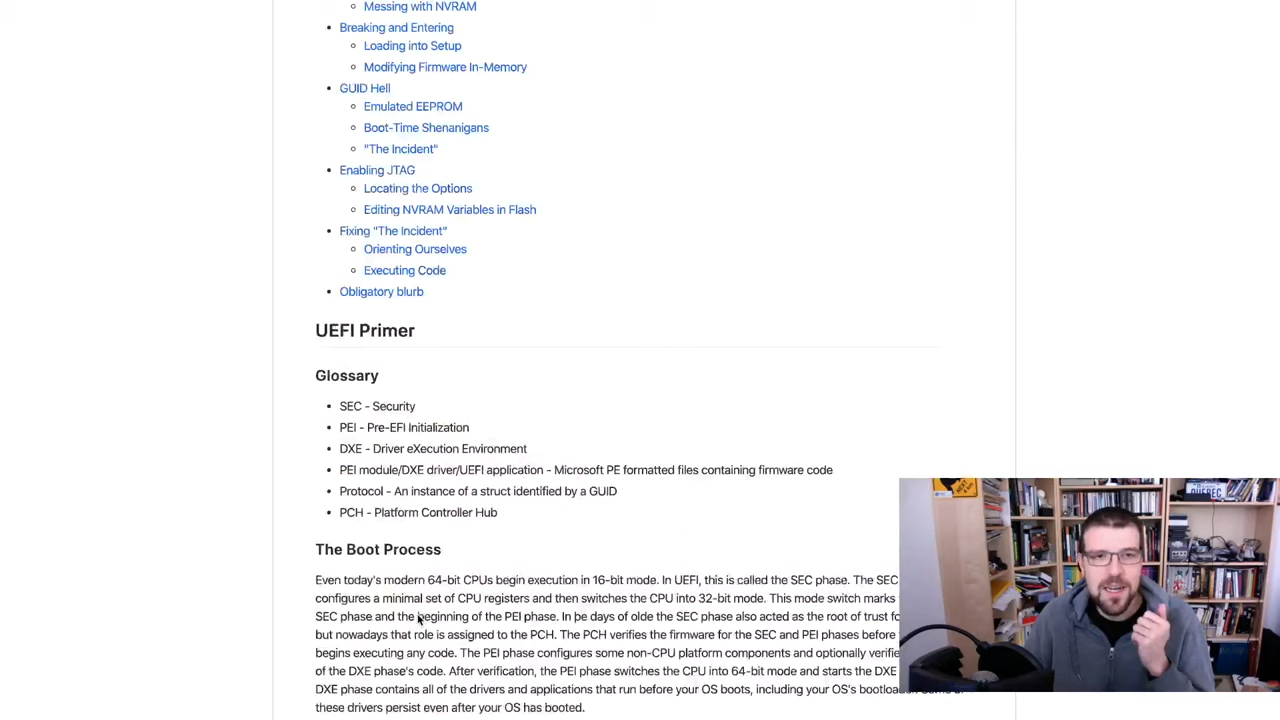 Messing with NVRAM
Breaking and Entering
Loading into Setup
Modifying Firmware In-Memory
GUID Hell
Emulated EEPROM
Boot-Time Shenanigans
"The Incident"
Enabling JTAG
Locating the Options
Editing NVRAM Variables in Flash
Fixing "The Incident"
Orienting Ourselves
Executing Code
Obligatory blurb
UEFI Primer
Glossary
SEC - Security
PEI - Pre-EFI Initialization
DXE - Driver eXecution Environment
PEI module/DXE driver/UEFI application - Microsoft PE formatted files containing firmware code
Protocol - An instance of a struct identified by a GUID
PCH - Platform Controller Hub
The Boot Process
Even today's modern 64-bit CPUs begin execution in 16-bit mode. In UEFI, this is called the SEC phase. The SEC
configures a minimal set of CPU registers and then switches the CPU into 32-bit mode. This mode switch marks
SEC phase and the beginning of the PEI phase. In þe days of olde the SEC phase also acted as the root of trust fo
but nowadays that role is assigned to the PCH. The PCH verifies the firmware for the SEC and PEI phases before
begins executing any code. The PEI phase configures some non-CPU platform components and optionally verifie
of the DXE phase's code. After verification, the PEI phase switches the CPU into 64-bit mode and starts the DXE
DXE phase contains all of the drivers and applications that run before your OS boots, including your OS's
these drivers persist even after your OS has booted.
QUÉBEC